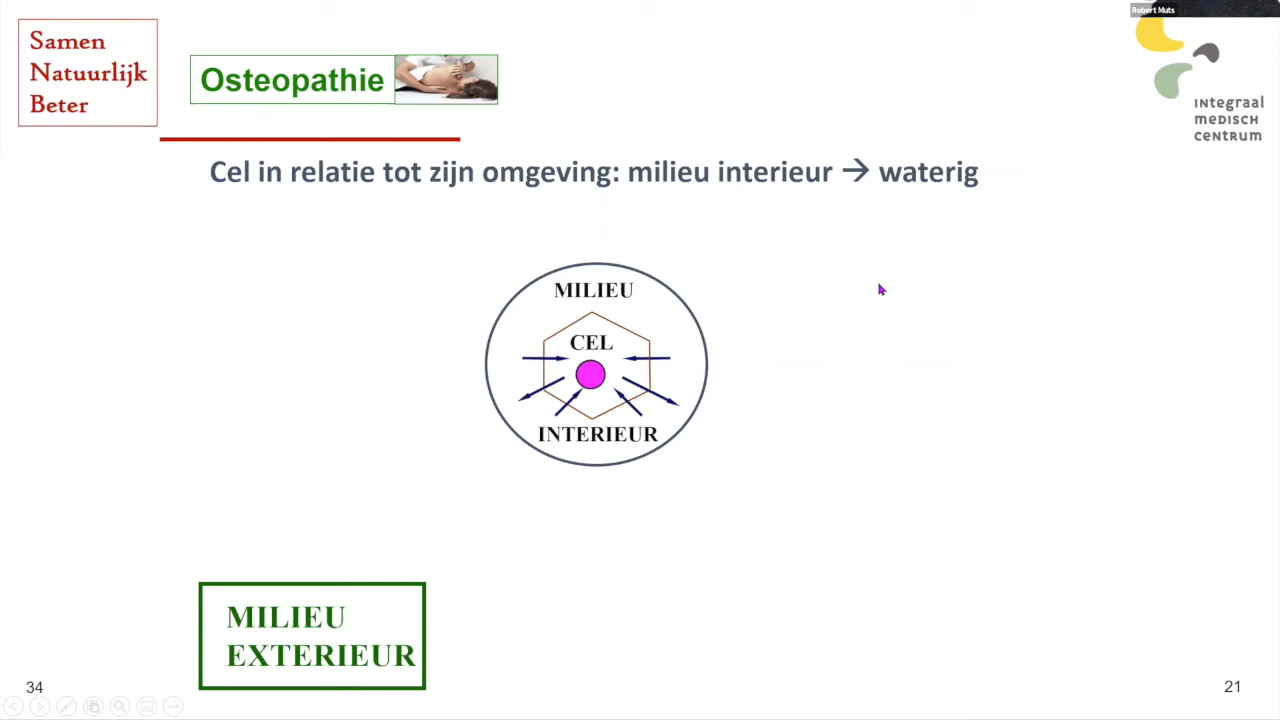 Robert Muts
Samen
Natuurlijk
Beter
Osteopathie
INTEGRAAL
MEDISCH
CENTRUM
Cel in relatie tot zijn omgeving: milieu interieur → waterig
MILIEU
CEL
INTERIEUR
MILIEU
EXTERIEUR
34
21